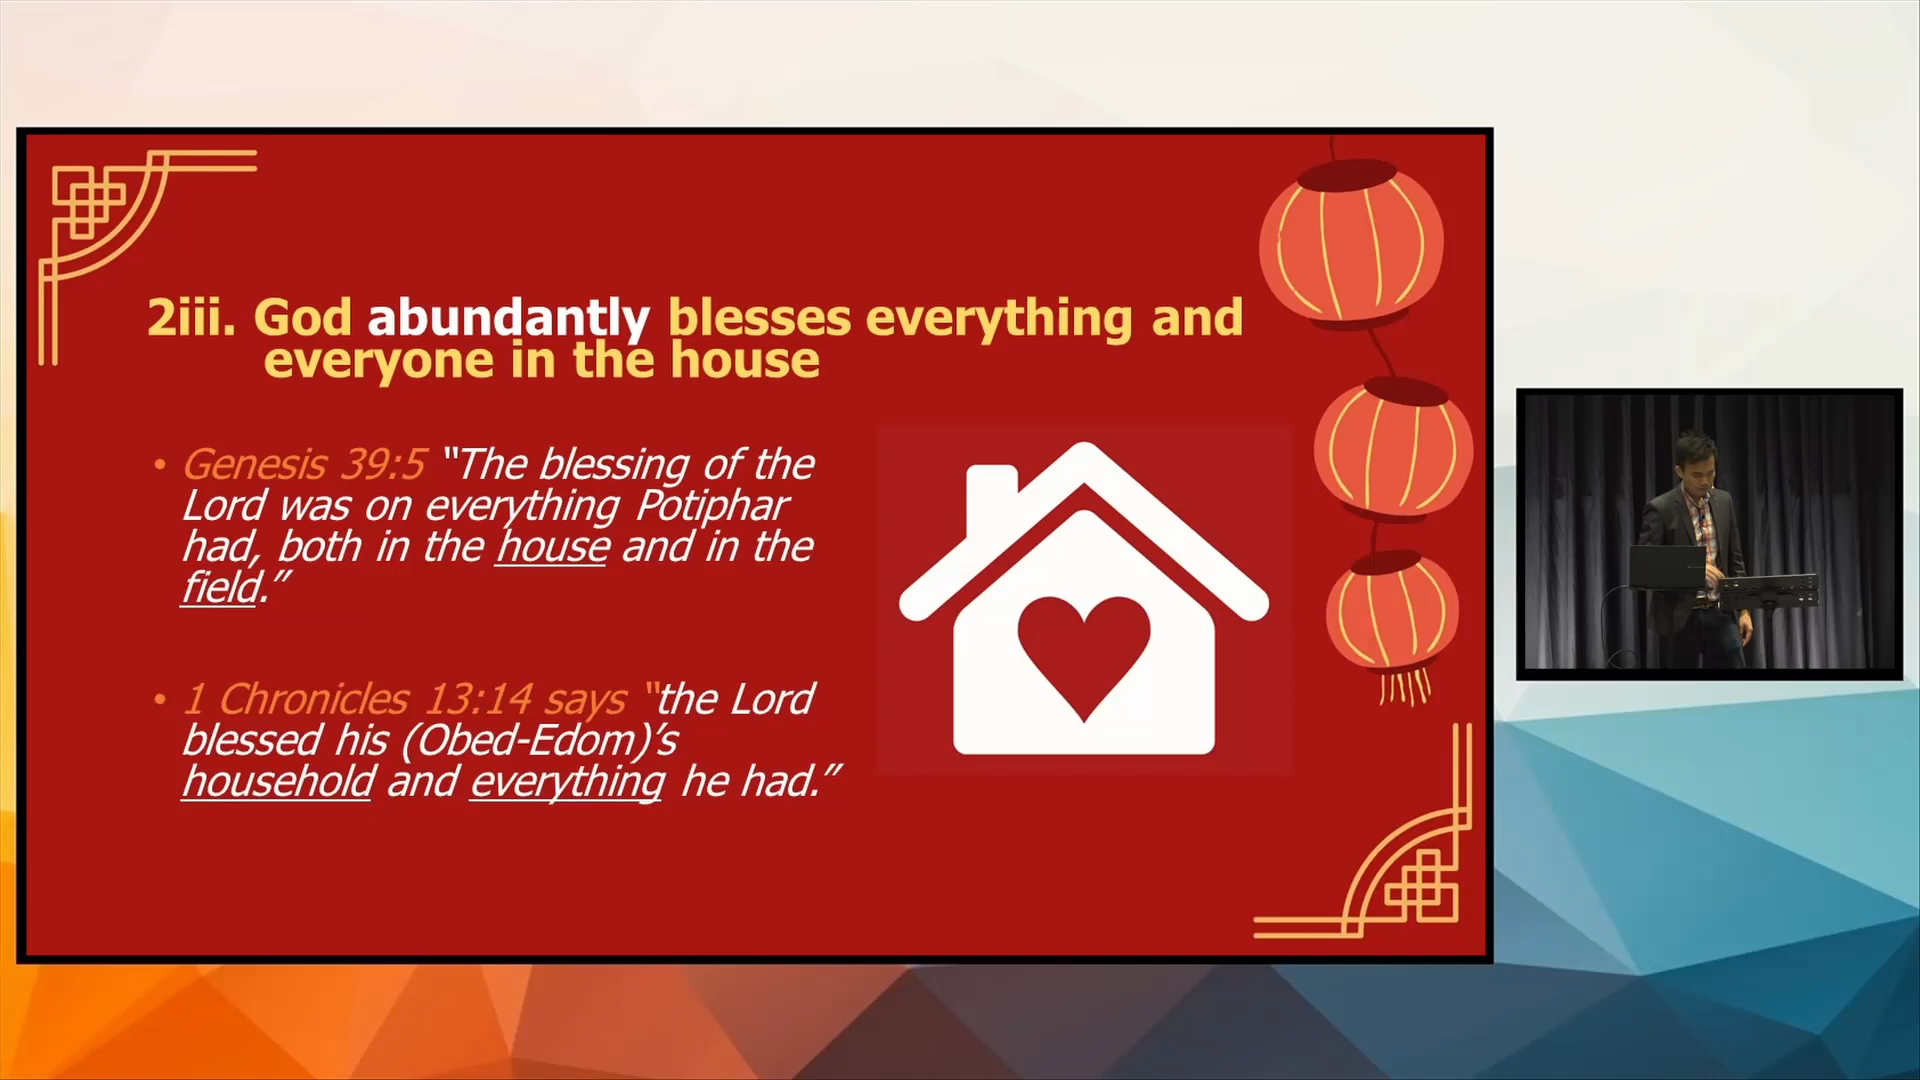 2iii. God abundantly blesses everything and
everyone in the house
• Genesis 39:5 “The blessing of the
Lord was on everything Potiphar
had, both in the house and in the
field.”
• 1 Chronicles 13:14 says “the Lord
blessed his (Obed-Edom)’s
household and everything he had.”